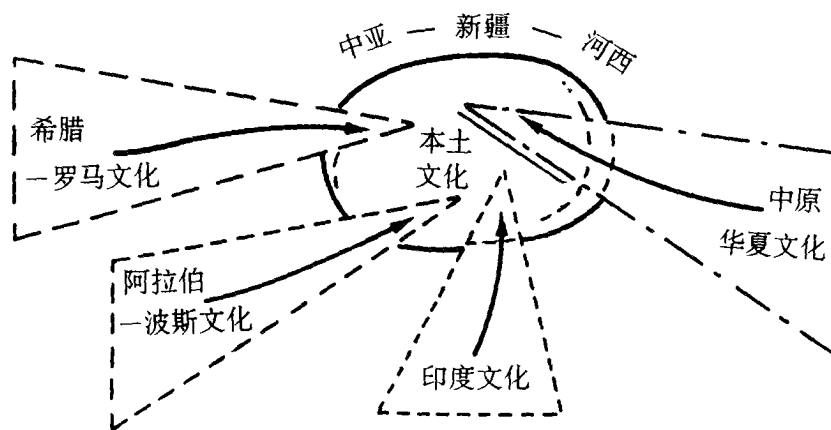 中亚 — 新疆 — 河西
希腊
—罗马文化
本土
文化
中原
华夏文化
阿拉伯
—波斯文化
印度文化